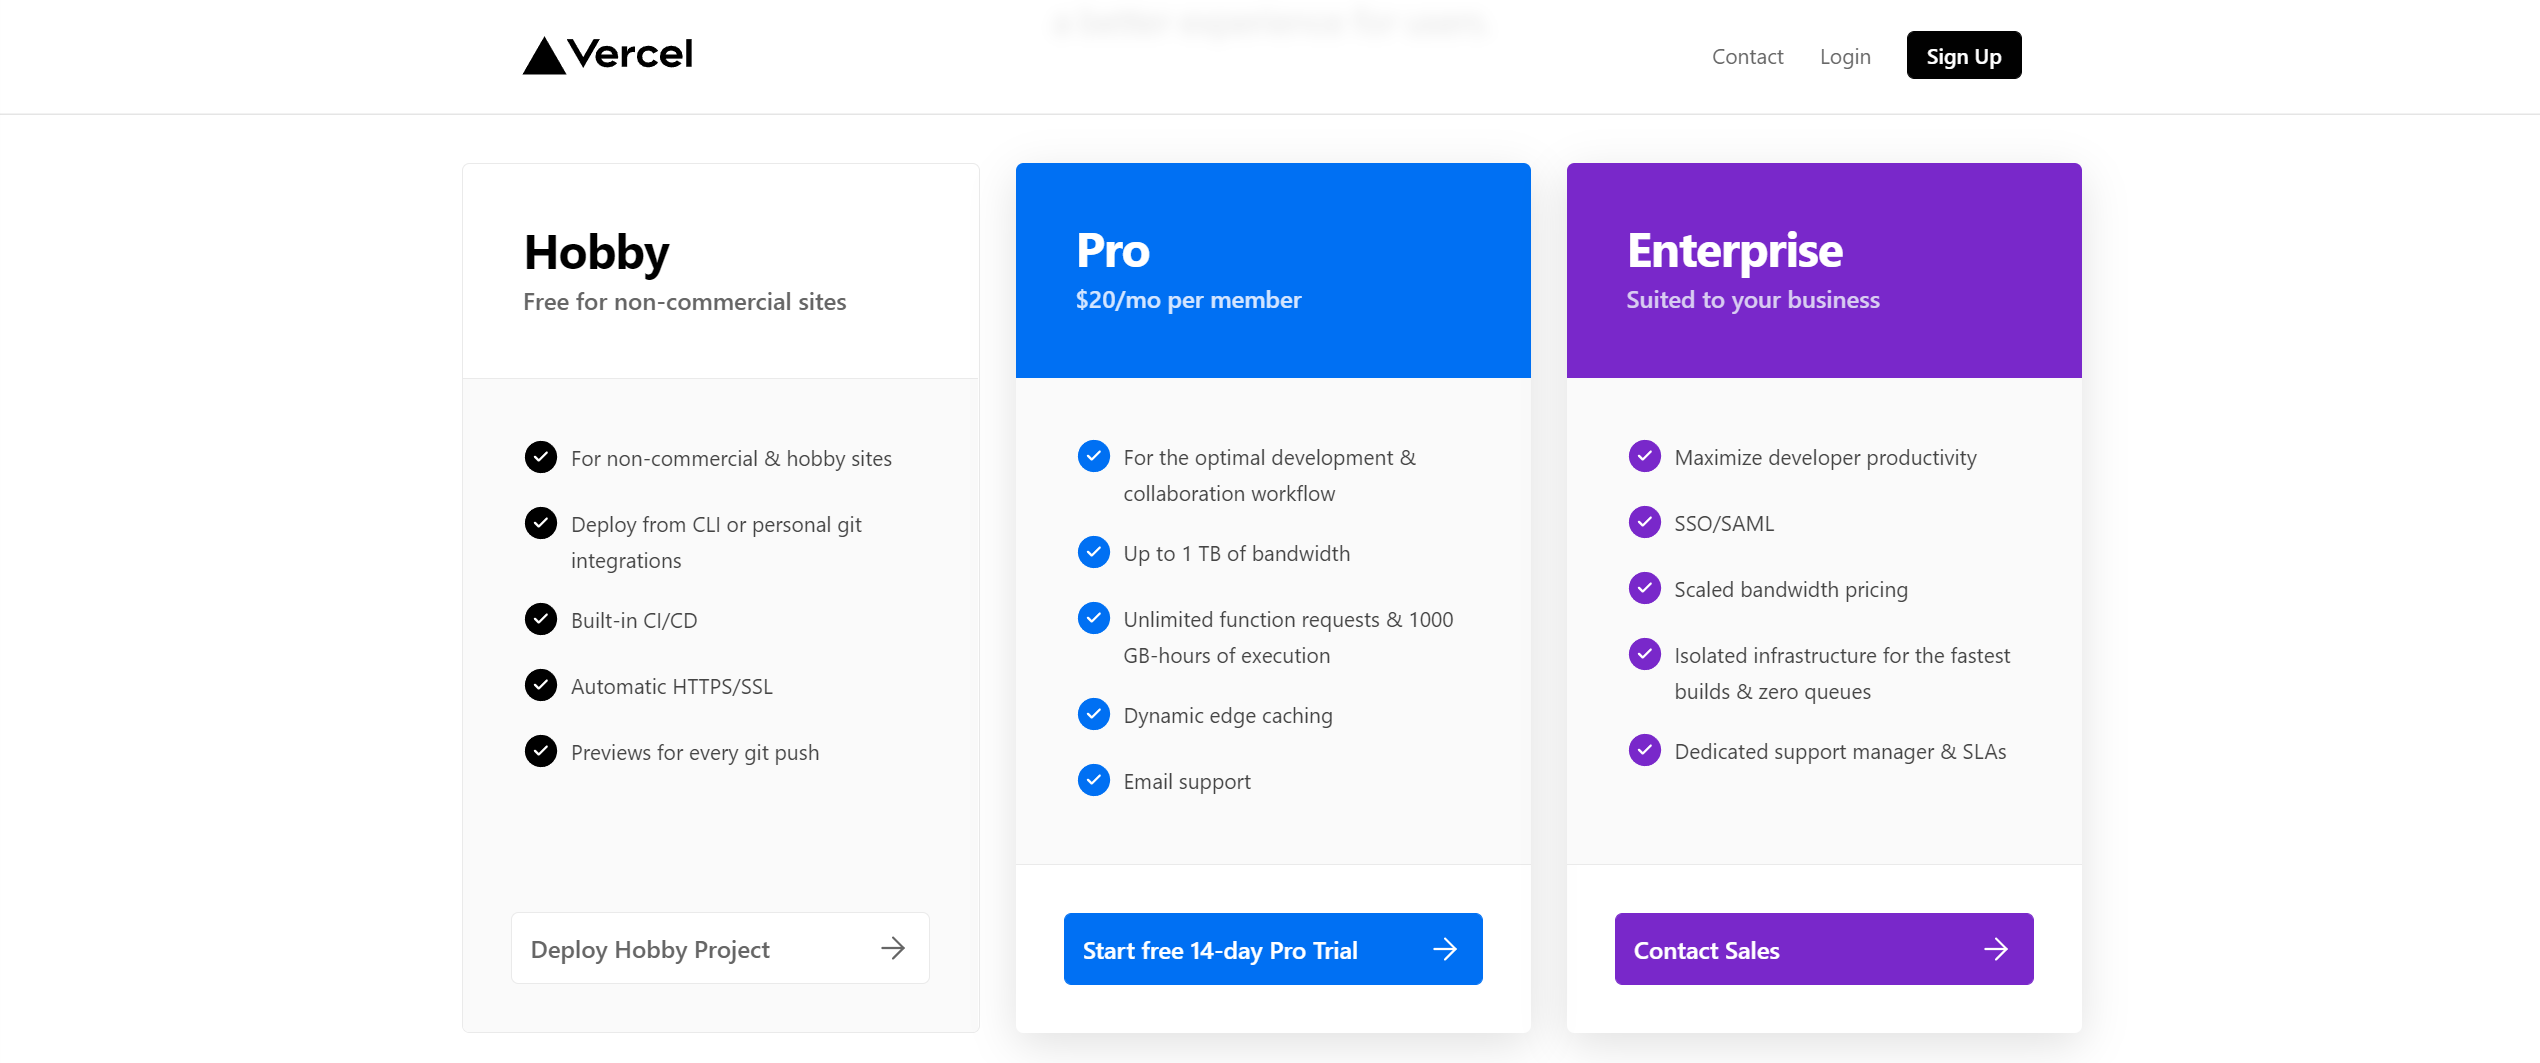 a better experience for users.
Vercel
Contact
Login
Sign Up
Hobby
Free for non-commercial sites
For non-commercial & hobby sites
Deploy from CLI or personal git
integrations
Built-in CI/CD
Automatic HTTPS/SSL
Previews for every git push
Deploy Hobby Project
Pro
$20/mo per member
For the optimal development &
collaboration workflow
Up to 1 TB of bandwidth
Unlimited function requests & 1000
GB-hours of execution
Dynamic edge caching
Email support
Start free 14-day Pro Trial
Enterprise
Suited to your business
Maximize developer productivity
SSO/SAML
Scaled bandwidth pricing
Isolated infrastructure for the fastest
builds & zero queues
Dedicated support manager & SLAs
Contact Sales